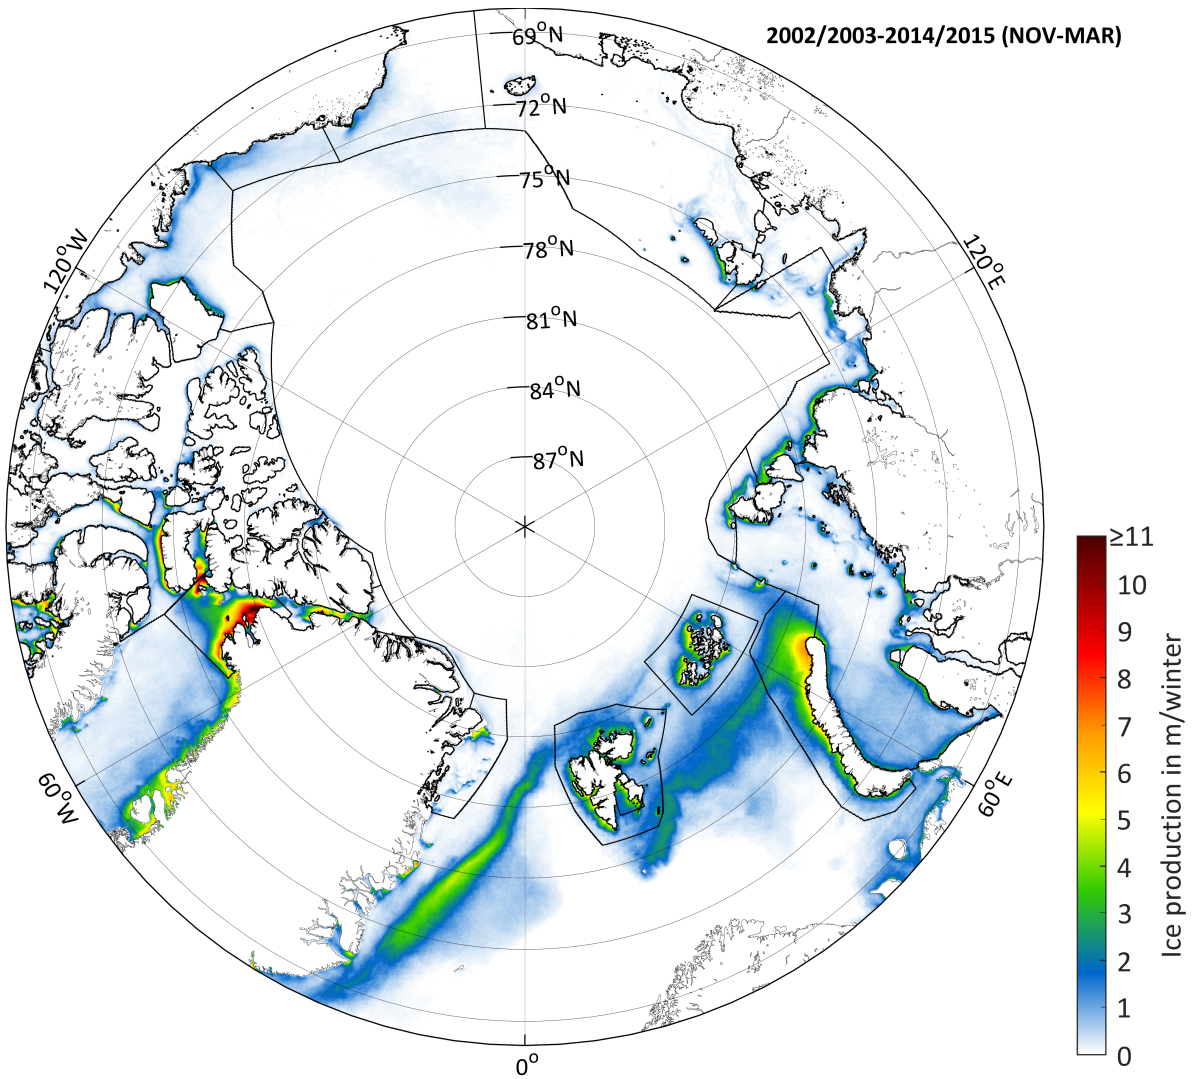 2002/2003-2014/2015 (NOV-MAR)
69°N
72°N
75°N
78°N
81°N
84°N
87°N
120°W
120°E
60°W
60°E
0°
≥11
10
9
8
7
6
5
4
3
2
1
0
Ice production in m/winter